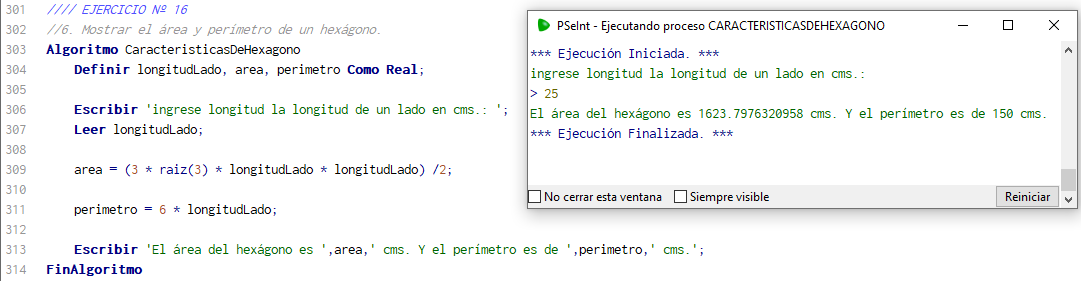 301 //// EJERCICIO Nº 16
302 //6. Mostrar el área y perímetro de un hexágono.
303 Algoritmo CaracteristicasDeHexagono
304 Definir longitudLado, area, perimetro Como Real;
305
306 Escribir 'ingrese longitud la longitud de un lado en cms.: ';
307 Leer longitudLado;
308
309 area = (3 * raiz(3) * longitudLado * longitudLado) /2;
310
311 perimetro = 6 * longitudLado;
312
313 Escribir 'El área del hexágono es ',area,' cms. Y el perímetro es de ',perimetro,' cms.';
314 FinAlgoritmo
PSeInt - Ejecutando proceso CARACTERISTICASDEHEXAGONO
*** Ejecución Iniciada. ***
ingrese longitud la longitud de un lado en cms.:
> 25
El área del hexágono es 1623.7976320958 cms. Y el perímetro es de 150 cms.
*** Ejecución Finalizada. ***
No cerrar esta ventana Siempre visible Reiniciar